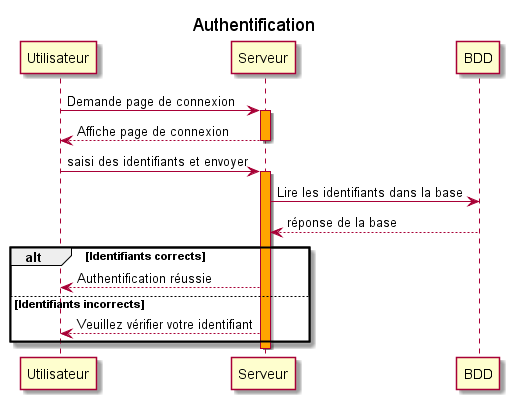 Authentification
Utilisateur
Serveur
BDD
Demande page de connexion
Affiche page de connexion
saisi des identifiants et envoyer
Lire les identifiants dans la base
réponse de la base
alt
[Identifiants corrects]
Authentification réussie
[Identifiants incorrects]
Veuillez vérifier votre identifiant
Utilisateur
Serveur
BDD